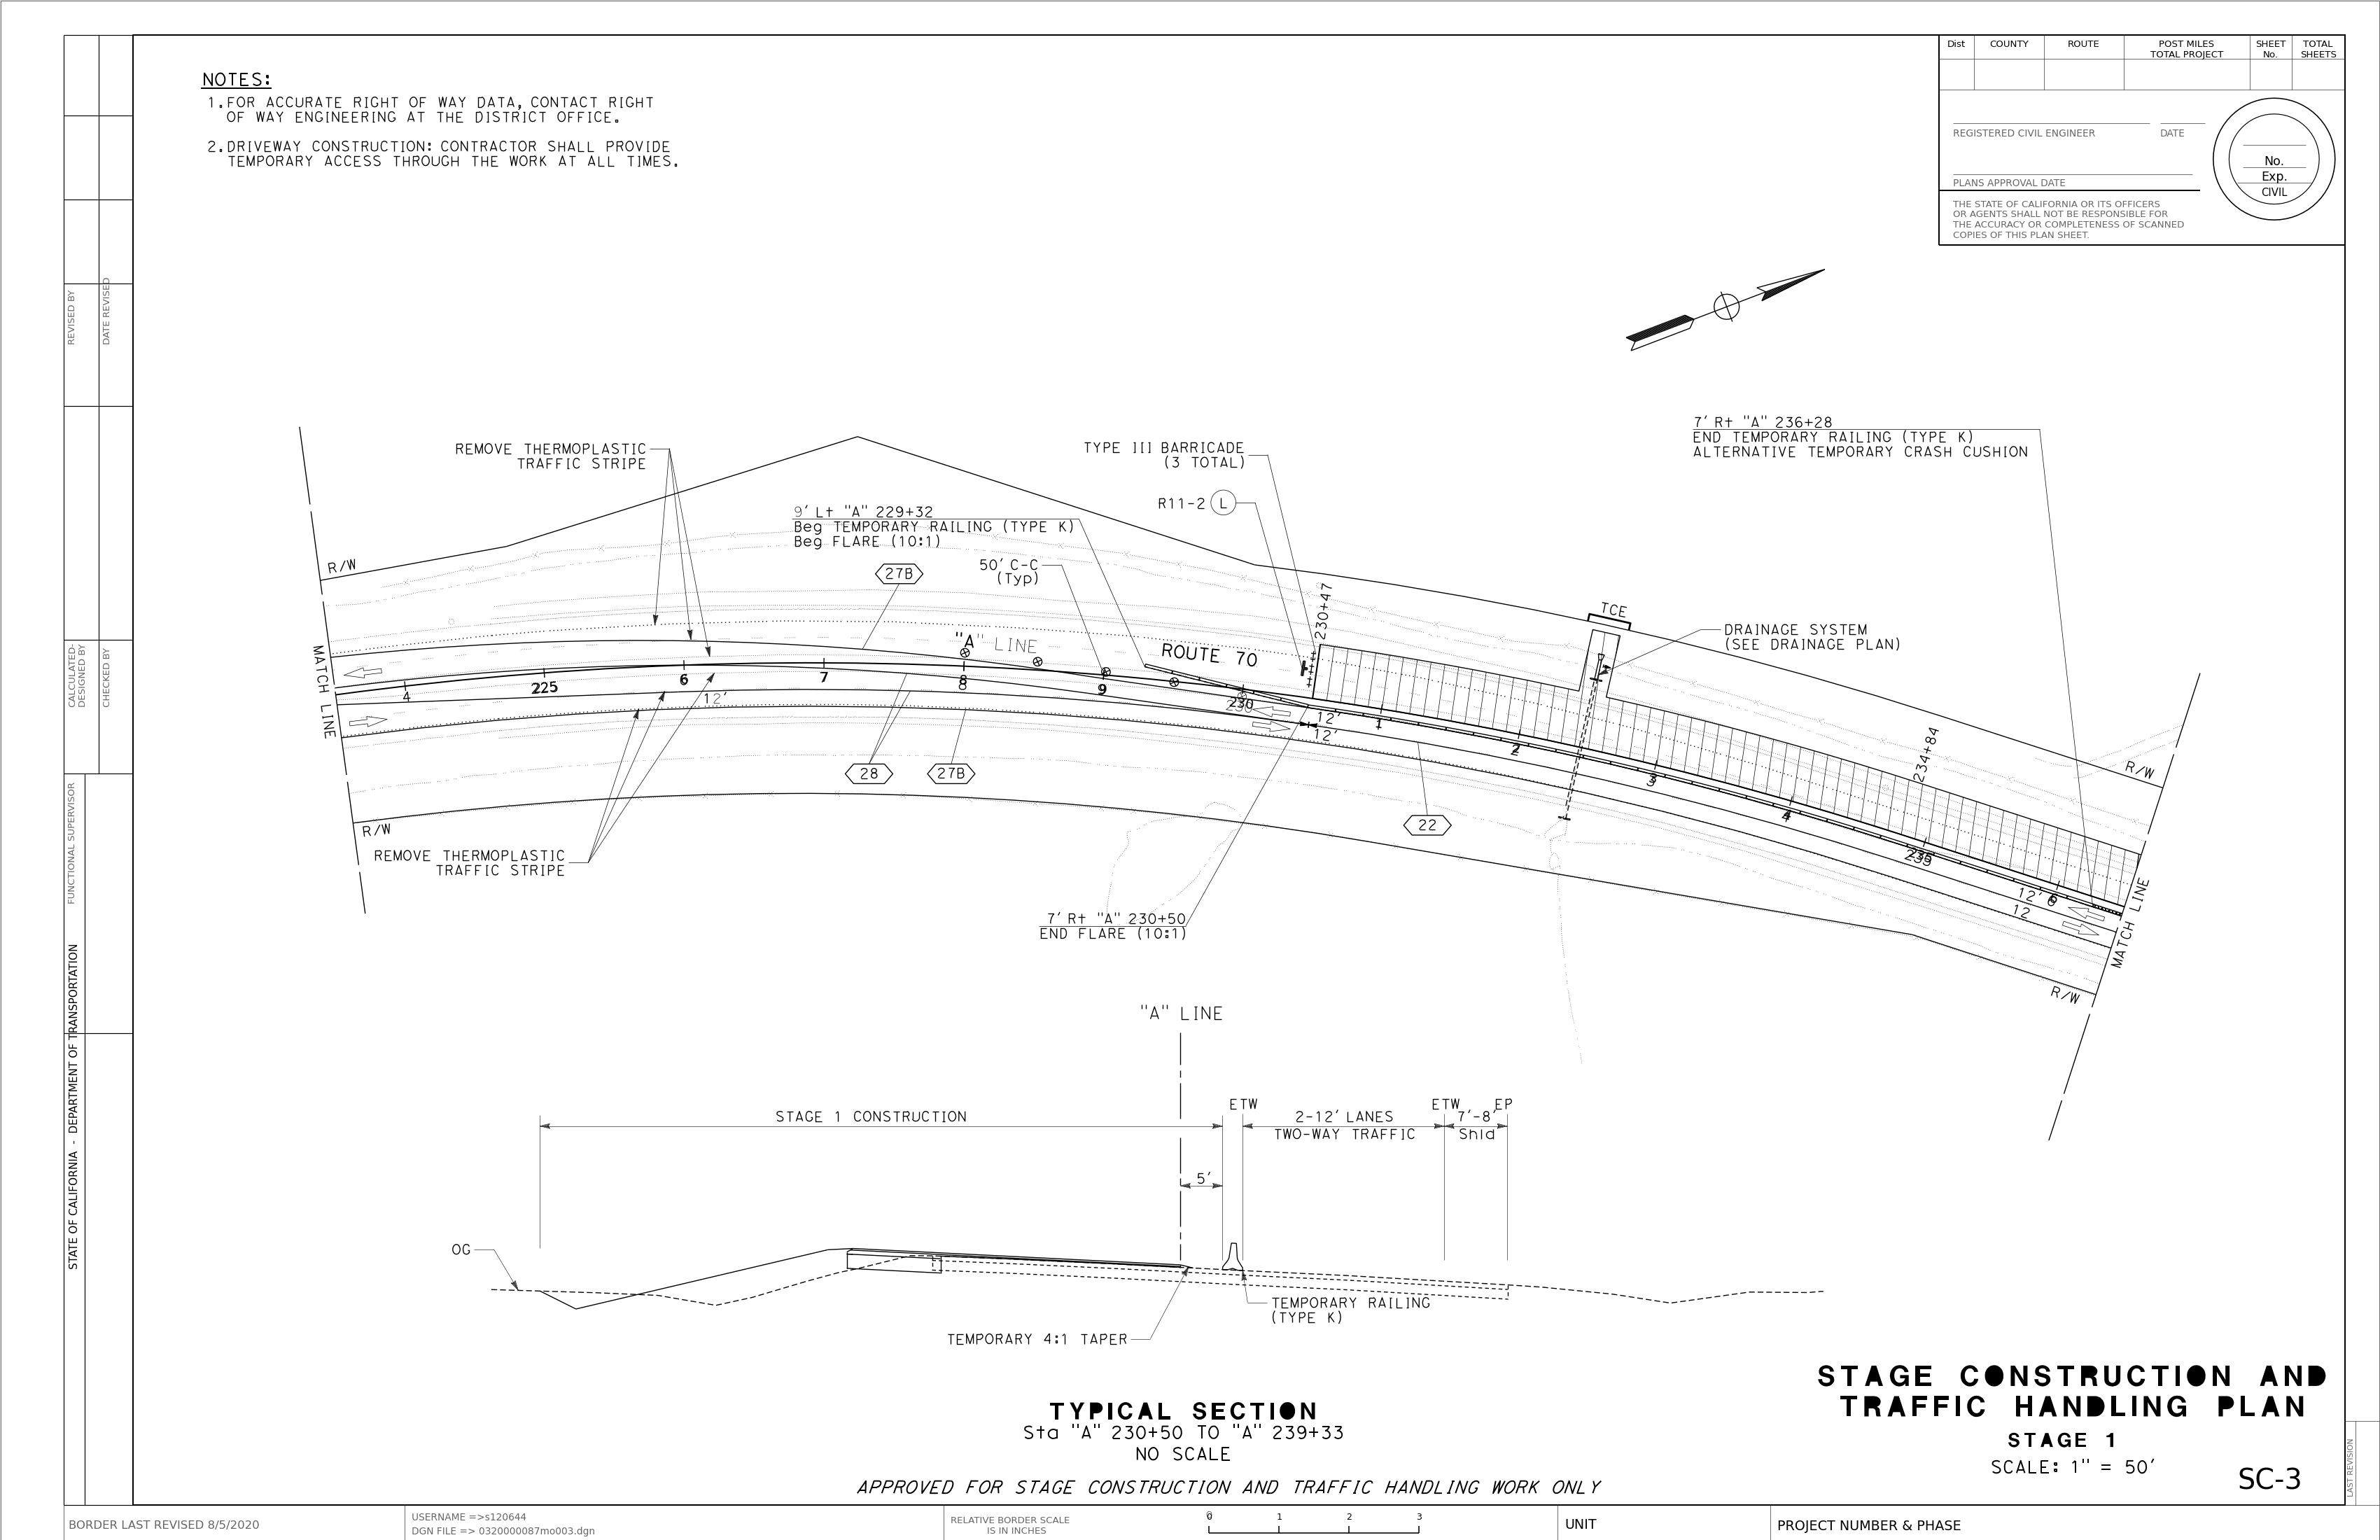 Dist COUNTY ROUTE POST MILES TOTAL PROJECT SHEET No. TOTAL SHEETS
REGISTERED CIVIL ENGINEER DATE
PLANS APPROVAL DATE
No.
Exp.
CIVIL
THE STATE OF CALIFORNIA OR ITS OFFICERS
OR AGENTS SHALL NOT BE RESPONSIBLE FOR
THE ACCURACY OR COMPLETENESS OF SCANNED
COPIES OF THIS PLAN SHEET.
NOTES:
1. FOR ACCURATE RIGHT OF WAY DATA, CONTACT RIGHT
OF WAY ENGINEERING AT THE DISTRICT OFFICE.
2. DRIVEWAY CONSTRUCTION: CONTRACTOR SHALL PROVIDE
TEMPORARY ACCESS THROUGH THE WORK AT ALL TIMES.
REVISED BY
DATE REVISED
CALCULATED-
DESIGNED BY
CHECKED BY
FUNCTIONAL SUPERVISOR
STATE OF CALIFORNIA - DEPARTMENT OF TRANSPORTATION
REMOVE THERMOPLASTIC
TRAFFIC STRIPE
9' Lt "A" 229+32
Beg TEMPORARY RAILING (TYPE K)
Beg FLARE (10:1)
TYPE III BARRICADE
(3 TOTAL)
R11-2 L
7' Rt "A" 236+28
END TEMPORARY RAILING (TYPE K)
ALTERNATIVE TEMPORARY CRASH CUSHION
50' C-C
(Typ)
27B
R/W
230+47
TCE
DRAINAGE SYSTEM
(SEE DRAINAGE PLAN)
"A" LINE
ROUTE 70
MATCH LINE
4
225
6
7
8
9
230
1
2
3
4
235
6
12'
12'
12'
234+84
R/W
12'
12
MATCH LINE
28
27B
22
R/W
REMOVE THERMOPLASTIC
TRAFFIC STRIPE
7' Rt "A" 230+50
END FLARE (10:1)
R/W
"A" LINE
STAGE 1 CONSTRUCTION
ETW
2-12' LANES
TWO-WAY TRAFFIC
ETW
EP
7'-8'
Shld
5'
OG
TEMPORARY RAILING
(TYPE K)
TEMPORARY 4:1 TAPER
TYPICAL SECTION
Sta "A" 230+50 TO "A" 239+33
NO SCALE
APPROVED FOR STAGE CONSTRUCTION AND TRAFFIC HANDLING WORK ONLY
STAGE CONSTRUCTION AND
TRAFFIC HANDLING PLAN
STAGE 1
SCALE: 1" = 50'
SC-3
LAST REVISION
BORDER LAST REVISED 8/5/2020
USERNAME =>s120644
DGN FILE => 0320000087mo003.dgn
RELATIVE BORDER SCALE
IS IN INCHES
0 1 2 3
UNIT
PROJECT NUMBER & PHASE